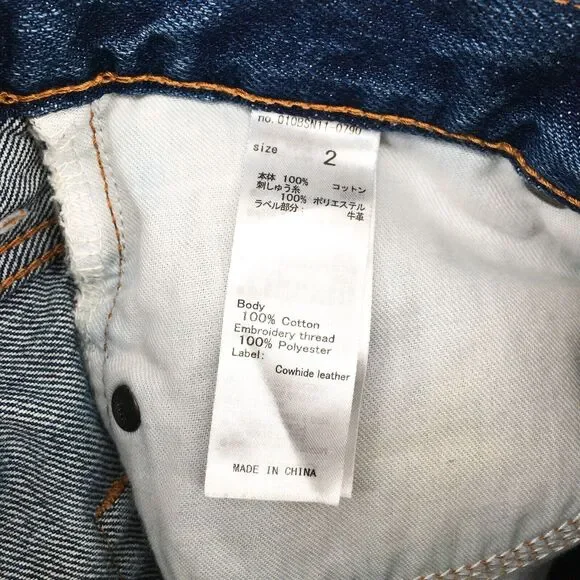 no. 010BSN11-0790
size 2
本体 100% コットン
刺しゅう糸
100% ポリエステル
ラベル部分: 牛革
Body
100% Cotton
Embroidery thread
100% Polyester
Label:
Cowhide leather
MADE IN CHINA